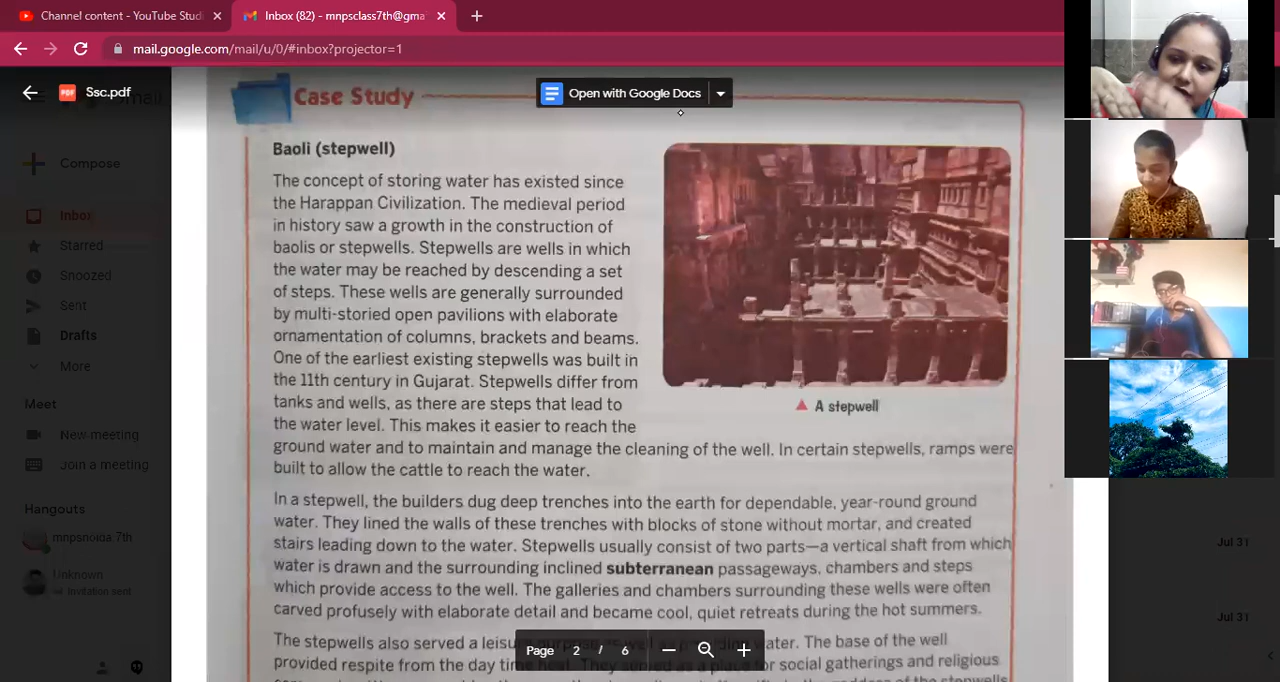 Channel content - YouTube Stud
Inbox (82) - mnpsclass7th@gma
mail.google.com/mail/u/0/#inbox?projector=1
Ssc.pdf
Open with Google Docs
Compose
Inbox
Starred
Snoozed
Sent
Drafts
More
Meet
New meeting
Join a meeting
Hangouts
mnpsnoida.7th
Unknown
Invitation sent
Case Study
Baoli (stepwell)
The concept of storing water has existed since
the Harappan Civilization. The medieval period
in history saw a growth in the construction of
baolis or stepwells. Stepwells are wells in which
the water may be reached by descending a set
of steps. These wells are generally surrounded
by multi-storied open pavilions with elaborate
ornamentation of columns, brackets and beams.
One of the earliest existing stepwells was built in
the 11th century in Gujarat. Stepwells differ from
tanks and wells, as there are steps that lead to
the water level. This makes it easier to reach the
ground water and to maintain and manage the cleaning of the well. In certain stepwells, ramps were
built to allow the cattle to reach the water.
A stepwell
In a stepwell, the builders dug deep trenches into the earth for dependable, year-round ground
water. They lined the walls of these trenches with blocks of stone without mortar, and created
stairs leading down to the water. Stepwells usually consist of two parts—a vertical shaft from which
water is drawn and the surrounding inclined subterranean passageways, chambers and steps
which provide access to the well. The galleries and chambers surrounding these wells were often
carved profusely with elaborate detail and became cool, quiet retreats during the hot summers.
The stepwells also served a leisure purpose as well as providing water. The base of the well
provided respite from the day time heat. They served as a place for social gatherings and religious
Page 2 / 6
Jul 31
Jul 31